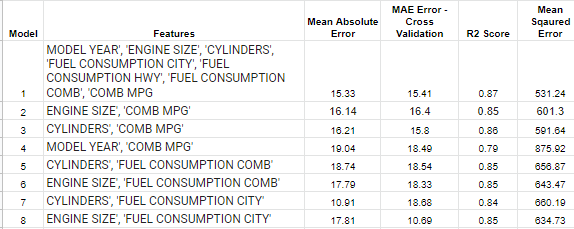 Model Features Mean Absolute Error MAE Error - Cross Validation R2 Score Mean Sqaured Error
MODEL YEAR', 'ENGINE SIZE', 'CYLINDERS',
'FUEL CONSUMPTION CITY', 'FUEL
CONSUMPTION HWY', 'FUEL CONSUMPTION
1 COMB', 'COMB MPG 15.33 15.41 0.87 531.24
2 ENGINE SIZE', 'COMB MPG' 16.14 16.4 0.85 601.3
3 CYLINDERS', 'COMB MPG' 16.21 15.8 0.86 591.64
4 MODEL YEAR', 'COMB MPG' 19.04 18.49 0.79 875.92
5 CYLINDERS', 'FUEL CONSUMPTION COMB' 18.74 18.54 0.85 656.87
6 ENGINE SIZE', 'FUEL CONSUMPTION COMB' 17.79 18.33 0.85 643.47
7 CYLINDERS', 'FUEL CONSUMPTION CITY' 10.91 18.68 0.84 660.19
8 ENGINE SIZE', 'FUEL CONSUMPTION CITY' 17.81 10.69 0.85 634.73